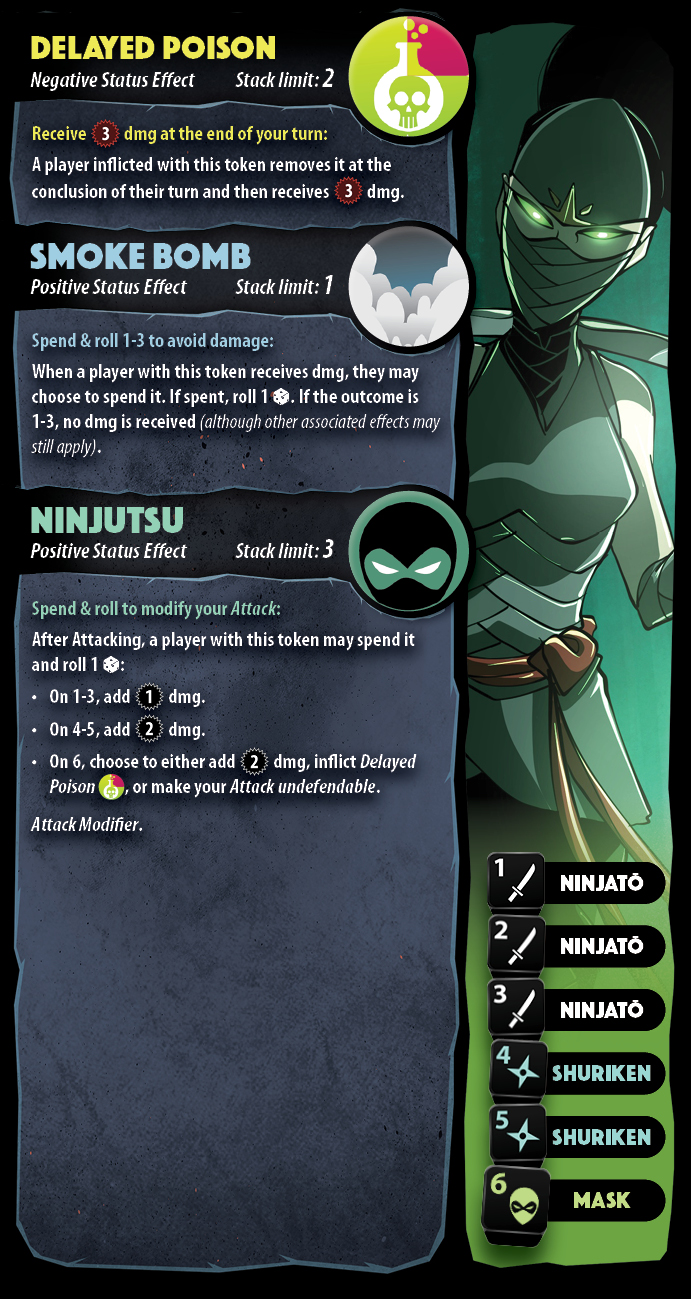 DELAYED POISON
Negative Status Effect Stack limit: 2
Receive 3 dmg at the end of your turn:
A player inflicted with this token removes it at the
conclusion of their turn and then receives 3 dmg.
SMOKE BOMB
Positive Status Effect Stack limit: 1
Spend & roll 1-3 to avoid damage:
When a player with this token receives dmg, they may
choose to spend it. If spent, roll 1 . If the outcome is
1-3, no dmg is received (although other associated effects may
still apply).
NINJUTSU
Positive Status Effect Stack limit: 3
Spend & roll to modify your Attack:
After Attacking, a player with this token may spend it
and roll 1 :
• On 1-3, add 1 dmg.
• On 4-5, add 2 dmg.
• On 6, choose to either add 2 dmg, inflict Delayed
Poison , or make your Attack undefendable.
Attack Modifier.
1 NINJATŌ
2 NINJATŌ
3 NINJATŌ
4 SHURIKEN
5 SHURIKEN
6 MASK